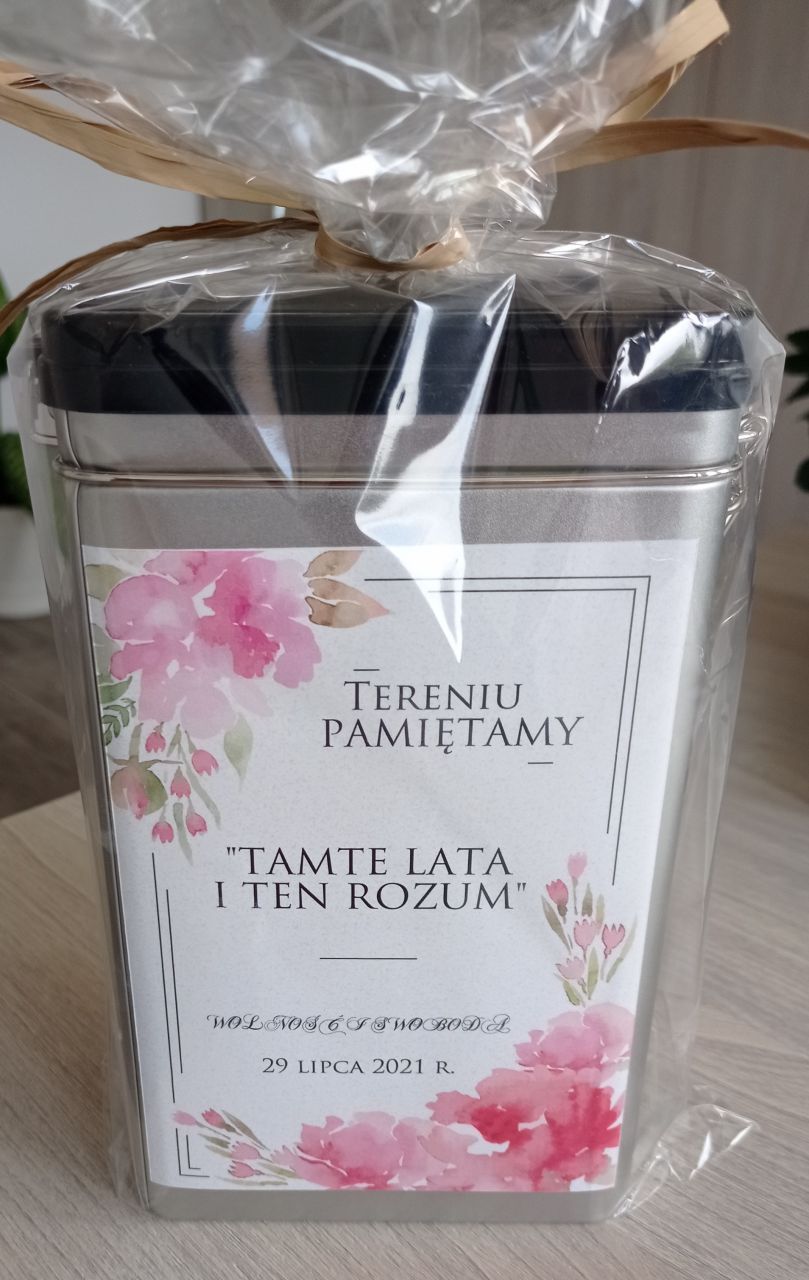 TERENIU
PAMIĘTAMY
"TAMTE LATA
I TEN ROZUM"
WOLNOŚĆ I SWOBODA
29 LIPCA 2021 R.